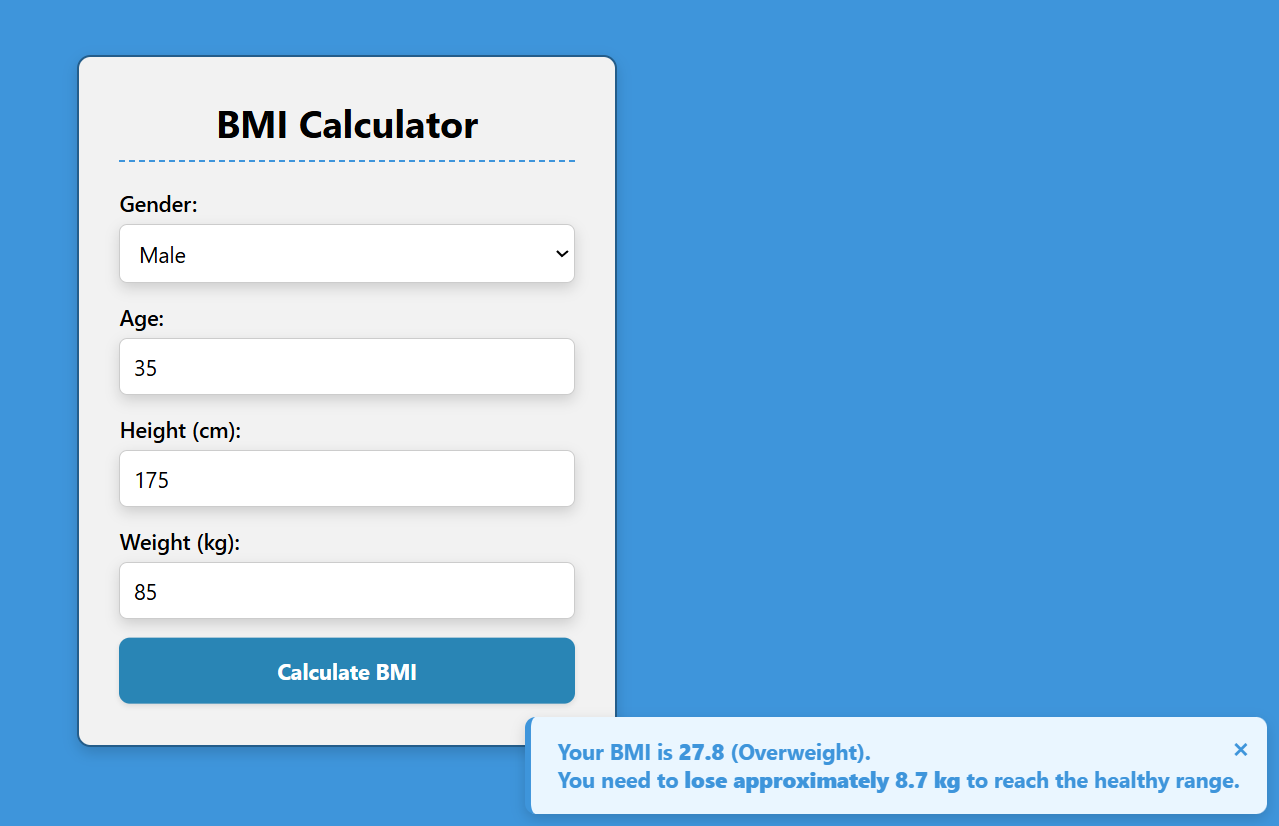 BMI Calculator
Gender:
Male
Age:
35
Height (cm):
175
Weight (kg):
85
Calculate BMI
Your BMI is 27.8 (Overweight).
You need to lose approximately 8.7 kg to reach the healthy range.
×